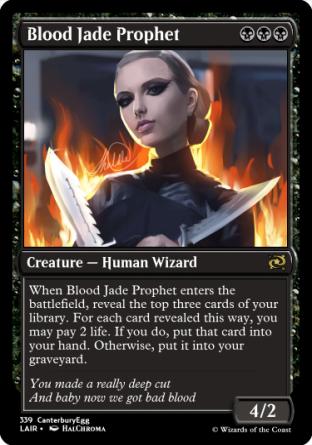 Blood Jade Prophet
Creature — Human Wizard
When Blood Jade Prophet enters the
battlefield, reveal the top three cards of your
library. For each card revealed this way, you
may pay 2 life. If you do, put that card into
your hand. Otherwise, put it into your
graveyard.
You made a really deep cut
And baby now we got bad blood
4/2
339 CanterburyEgg
LAIR • HalChroma
© Wizards of the Coast